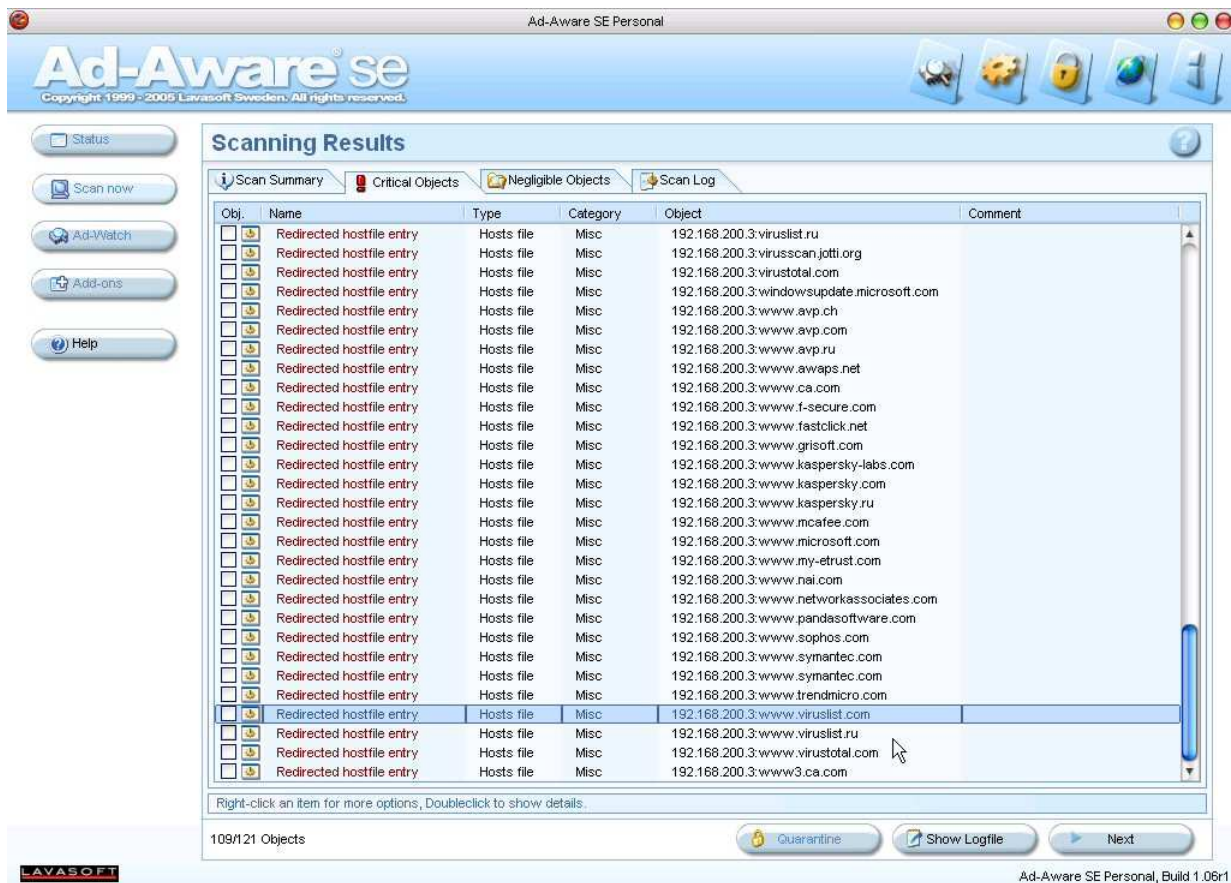 Ad-Aware SE Personal
Ad-Aware SE
Copyright 1999 - 2005 Lavasoft Sweden. All rights reserved.
Status
Scan now
Ad-Watch
Add-ons
Help
Scanning Results
Scan Summary Critical Objects Negligible Objects Scan Log
Obj. Name Type Category Object Comment
Redirected hostfile entry Hosts file Misc 192.168.200.3:viruslist.ru
Redirected hostfile entry Hosts file Misc 192.168.200.3:virusscan.jotti.org
Redirected hostfile entry Hosts file Misc 192.168.200.3:virustotal.com
Redirected hostfile entry Hosts file Misc 192.168.200.3:windowsupdate.microsoft.com
Redirected hostfile entry Hosts file Misc 192.168.200.3:www.avp.ch
Redirected hostfile entry Hosts file Misc 192.168.200.3:www.avp.com
Redirected hostfile entry Hosts file Misc 192.168.200.3:www.avp.ru
Redirected hostfile entry Hosts file Misc 192.168.200.3:www.awaps.net
Redirected hostfile entry Hosts file Misc 192.168.200.3:www.ca.com
Redirected hostfile entry Hosts file Misc 192.168.200.3:www.f-secure.com
Redirected hostfile entry Hosts file Misc 192.168.200.3:www.fastclick.net
Redirected hostfile entry Hosts file Misc 192.168.200.3:www.grisoft.com
Redirected hostfile entry Hosts file Misc 192.168.200.3:www.kaspersky-labs.com
Redirected hostfile entry Hosts file Misc 192.168.200.3:www.kaspersky.com
Redirected hostfile entry Hosts file Misc 192.168.200.3:www.kaspersky.ru
Redirected hostfile entry Hosts file Misc 192.168.200.3:www.mcafee.com
Redirected hostfile entry Hosts file Misc 192.168.200.3:www.microsoft.com
Redirected hostfile entry Hosts file Misc 192.168.200.3:www.my-etrust.com
Redirected hostfile entry Hosts file Misc 192.168.200.3:www.nai.com
Redirected hostfile entry Hosts file Misc 192.168.200.3:www.networkassociates.com
Redirected hostfile entry Hosts file Misc 192.168.200.3:www.pandasoftware.com
Redirected hostfile entry Hosts file Misc 192.168.200.3:www.sophos.com
Redirected hostfile entry Hosts file Misc 192.168.200.3:www.symantec.com
Redirected hostfile entry Hosts file Misc 192.168.200.3:www.symantec.com
Redirected hostfile entry Hosts file Misc 192.168.200.3:www.trendmicro.com
Redirected hostfile entry Hosts file Misc 192.168.200.3:www.viruslist.com
Redirected hostfile entry Hosts file Misc 192.168.200.3:www.viruslist.ru
Redirected hostfile entry Hosts file Misc 192.168.200.3:www.virustotal.com
Redirected hostfile entry Hosts file Misc 192.168.200.3:www3.ca.com
Right-click an item for more options, Doubleclick to show details.
109/121 Objects Quarantine Show Logfile Next
LAVASOFT Ad-Aware SE Personal, Build 1.06r1